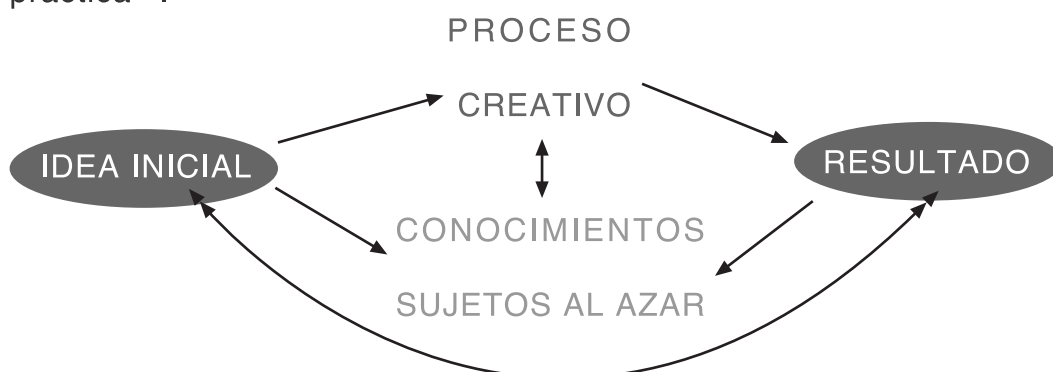 práctica
PROCESO
CREATIVO
IDEA INICIAL
RESULTADO
CONOCIMIENTOS
SUJETOS AL AZAR